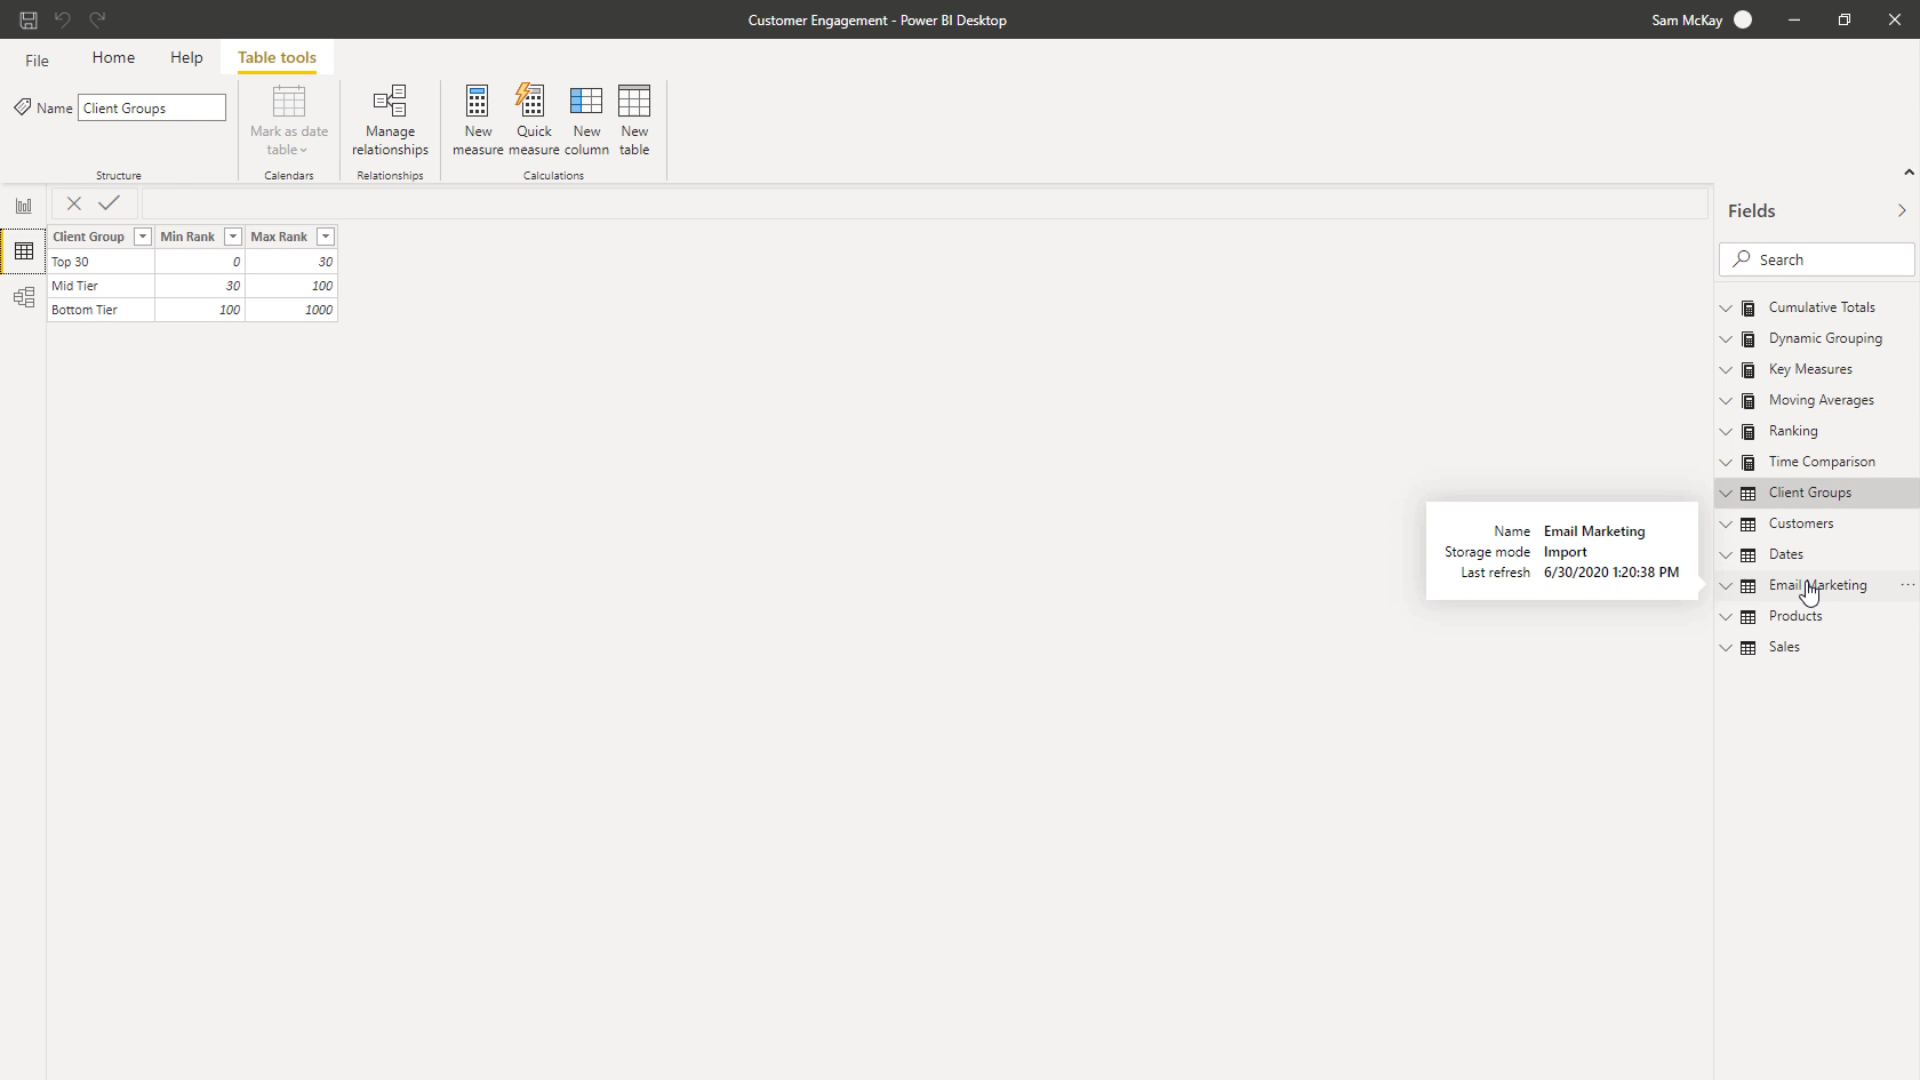 Customer Engagement - Power BI Desktop
Sam McKay
File
Home
Help
Table tools
Name
Client Groups
Mark as date
table
Manage
relationships
New
measure
Quick
measure
New
column
New
table
Structure
Calendars
Relationships
Calculations
Client Group
Min Rank
Max Rank
Top 30
0
30
Mid Tier
30
100
Bottom Tier
100
1000
Fields
Search
Cumulative Totals
Dynamic Grouping
Key Measures
Moving Averages
Ranking
Time Comparison
Client Groups
Customers
Dates
Email Marketing
Products
Sales
Name Email Marketing
Storage mode Import
Last refresh 6/30/2020 1:20:38 PM